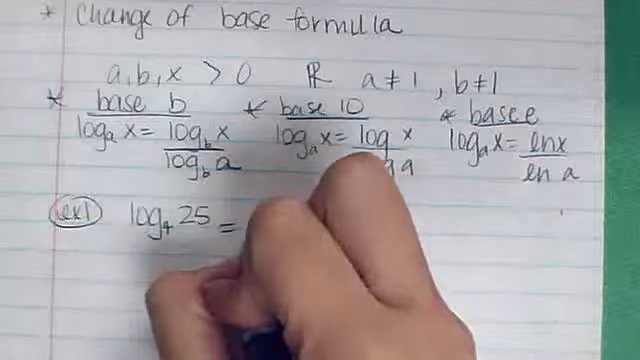 * Change of base formula
a, b, x > 0 ℝ a ≠ 1 , b ≠ 1
* base b * base 10 * base e
logₐ x = log_b x / log_b a logₐ x = log x / logₐ x = ln x / ln a
ex1 log₄ 25 =